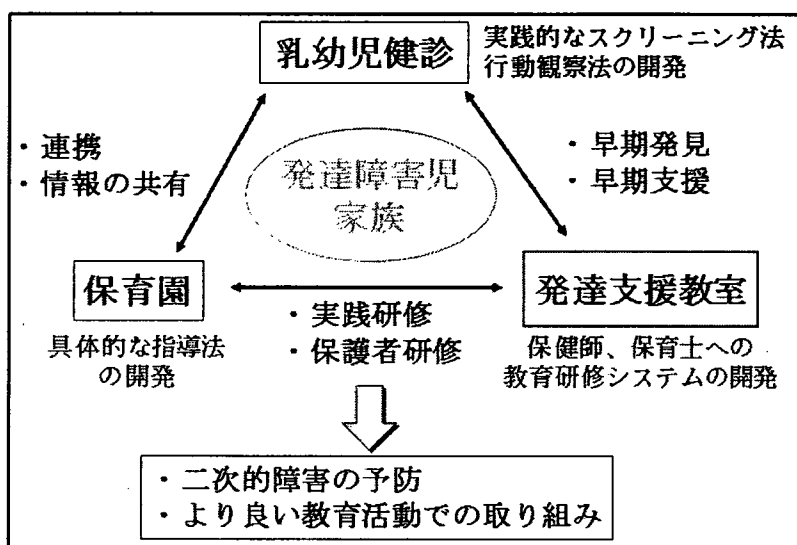 乳幼児健診
実践的なスクリーニング法
行動観察法の開発
・連携
・情報の共有
発達障害児
家族
・早期発見
・早期支援
保育園
具体的な指導法
の開発
・実践研修
・保護者研修
発達支援教室
保健師、保育士への
教育研修システムの開発
・二次的障害の予防
・より良い教育活動での取り組み